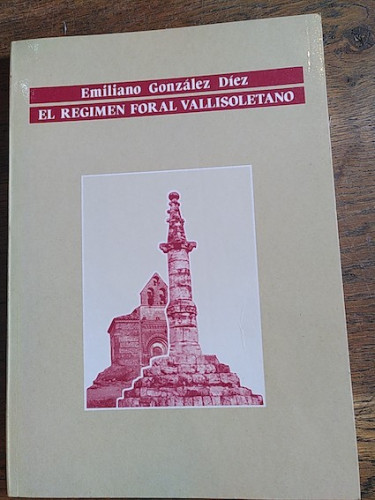 Emiliano González Díez
EL REGIMEN FORAL VALLISOLETANO